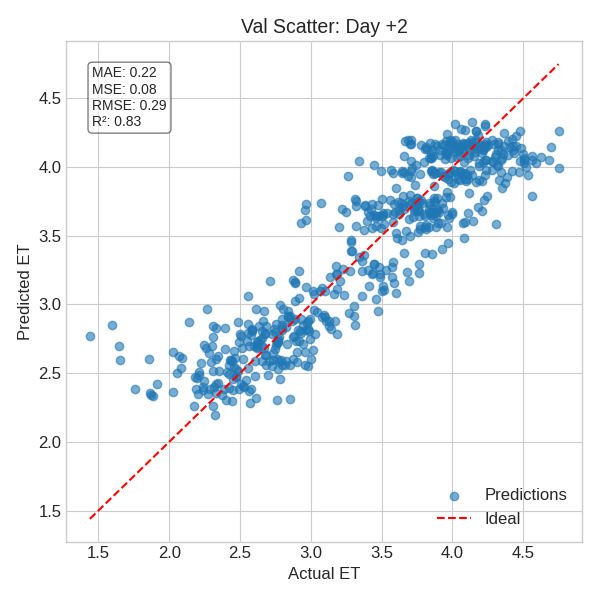 Val Scatter: Day +2
MAE: 0.22
MSE: 0.08
RMSE: 0.29
R²: 0.83
Predicted ET
4.5
4.0
3.5
3.0
2.5
2.0
1.5
Predictions
Ideal
1.5 2.0 2.5 3.0 3.5 4.0 4.5
Actual ET